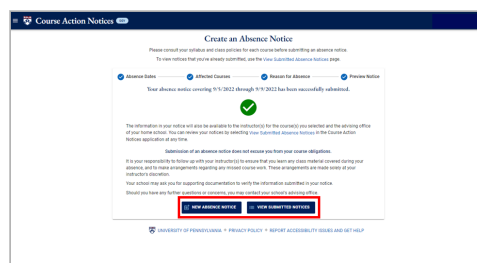 Course Action Notices
Create an Absence Notice
Please consult your syllabus and class policies for each course before submitting an absence notice.
To view notices that you've already submitted, use the View Submitted Absence Notices page.
Absence Dates Affected Courses Reason for Absence Preview Notice
Your absence notice covering 9/5/2022 through 9/9/2022 has been successfully submitted.
The information in your notice will also be available to the instructor(s) for the course(s) you selected and the advising office
of your home school. You can review your notices by selecting View Submitted Absence Notices in the Course Action
Notices application at any time.
Submission of an absence notice does not excuse you from your course obligations.
It is your responsibility to follow up with your instructor(s) to ensure that you learn any class material covered during your
absence, and to make arrangements regarding any missed course work. These arrangements are made solely at your
instructor's discretion.
Your school may ask you for supporting documentation to verify the information submitted in your notice.
Should you have any further questions or concerns, you may contact your school's advising office.
NEW ABSENCE NOTICE VIEW SUBMITTED NOTICES
UNIVERSITY OF PENNSYLVANIA PRIVACY POLICY REPORT ACCESSIBILITY ISSUES AND GET HELP